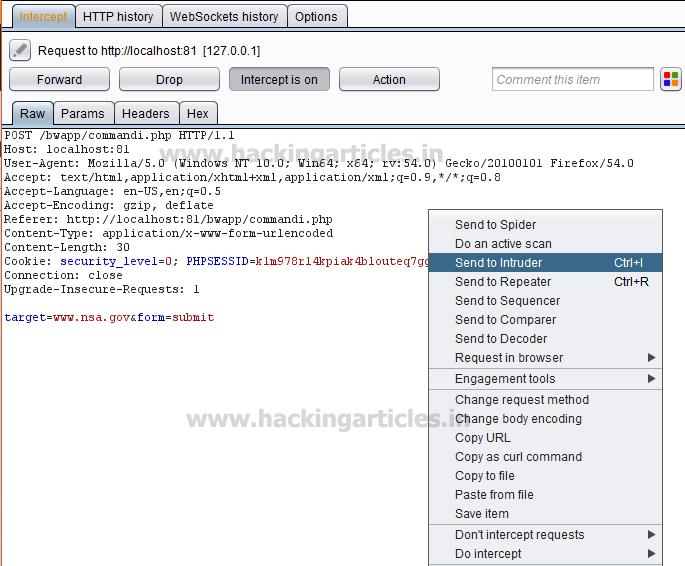 Intercept HTTP history WebSockets history Options
Request to http://localhost:81 [127.0.0.1]
Forward Drop Intercept is on Action Comment this item
Raw Params Headers Hex
POST /bwapp/commandi.php HTTP/1.1
www.hackingarticles.in
Host: localhost:81
User-Agent: Mozilla/5.0 (Windows NT 10.0; Win64; x64; rv:54.0) Gecko/20100101 Firefox/54.0
Accept: text/html,application/xhtml+xml,application/xml;q=0.9,*/*;q=0.8
Accept-Language: en-US,en;q=0.5
Accept-Encoding: gzip, deflate
Referer: http://localhost:81/bwapp/commandi.php
Content-Type: application/x-www-form-urlencoded
Content-Length: 30
Cookie: security_level=0;
Connection: close
Upgrade-Insecure-Requests: 1
target=www.nsa.gov&form=submit
www.hackingarticles.in
Send to Spider
Do an active scan
Send to Intruder Ctrl+I
Send to Repeater Ctrl+R
Send to Sequencer
Send to Comparer
Send to Decoder
Request in browser
Engagement tools
Change request method
Change body encoding
Copy URL
Copy as curl command
Copy to file
Paste from file
Save item
Don't intercept requests
Do intercept